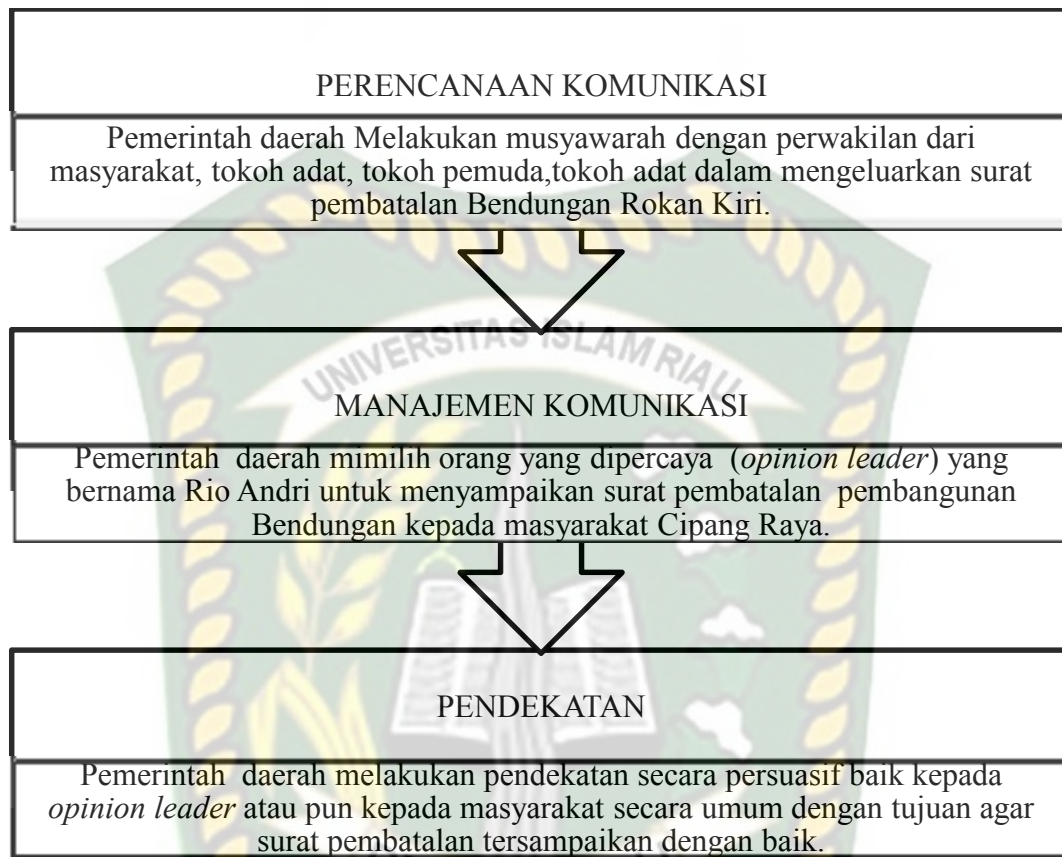 PERENCANAAN KOMUNIKASI
Pemerintah daerah Melakukan musyawarah dengan perwakilan dari
masyarakat, tokoh adat, tokoh pemuda,tokoh adat dalam mengeluarkan surat
pembatalan Bendungan Rokan Kiri.
UNIVERSITAS ISLAM RIAU
MANAJEMEN KOMUNIKASI
Pemerintah daerah mimilih orang yang dipercaya (opinion leader) yang
bernama Rio Andri untuk menyampaikan surat pembatalan pembangunan
Bendungan kepada masyarakat Cipang Raya.
PENDEKATAN
Pemerintah daerah melakukan pendekatan secara persuasif baik kepada
opinion leader atau pun kepada masyarakat secara umum dengan tujuan agar
surat pembatalan tersampaikan dengan baik.